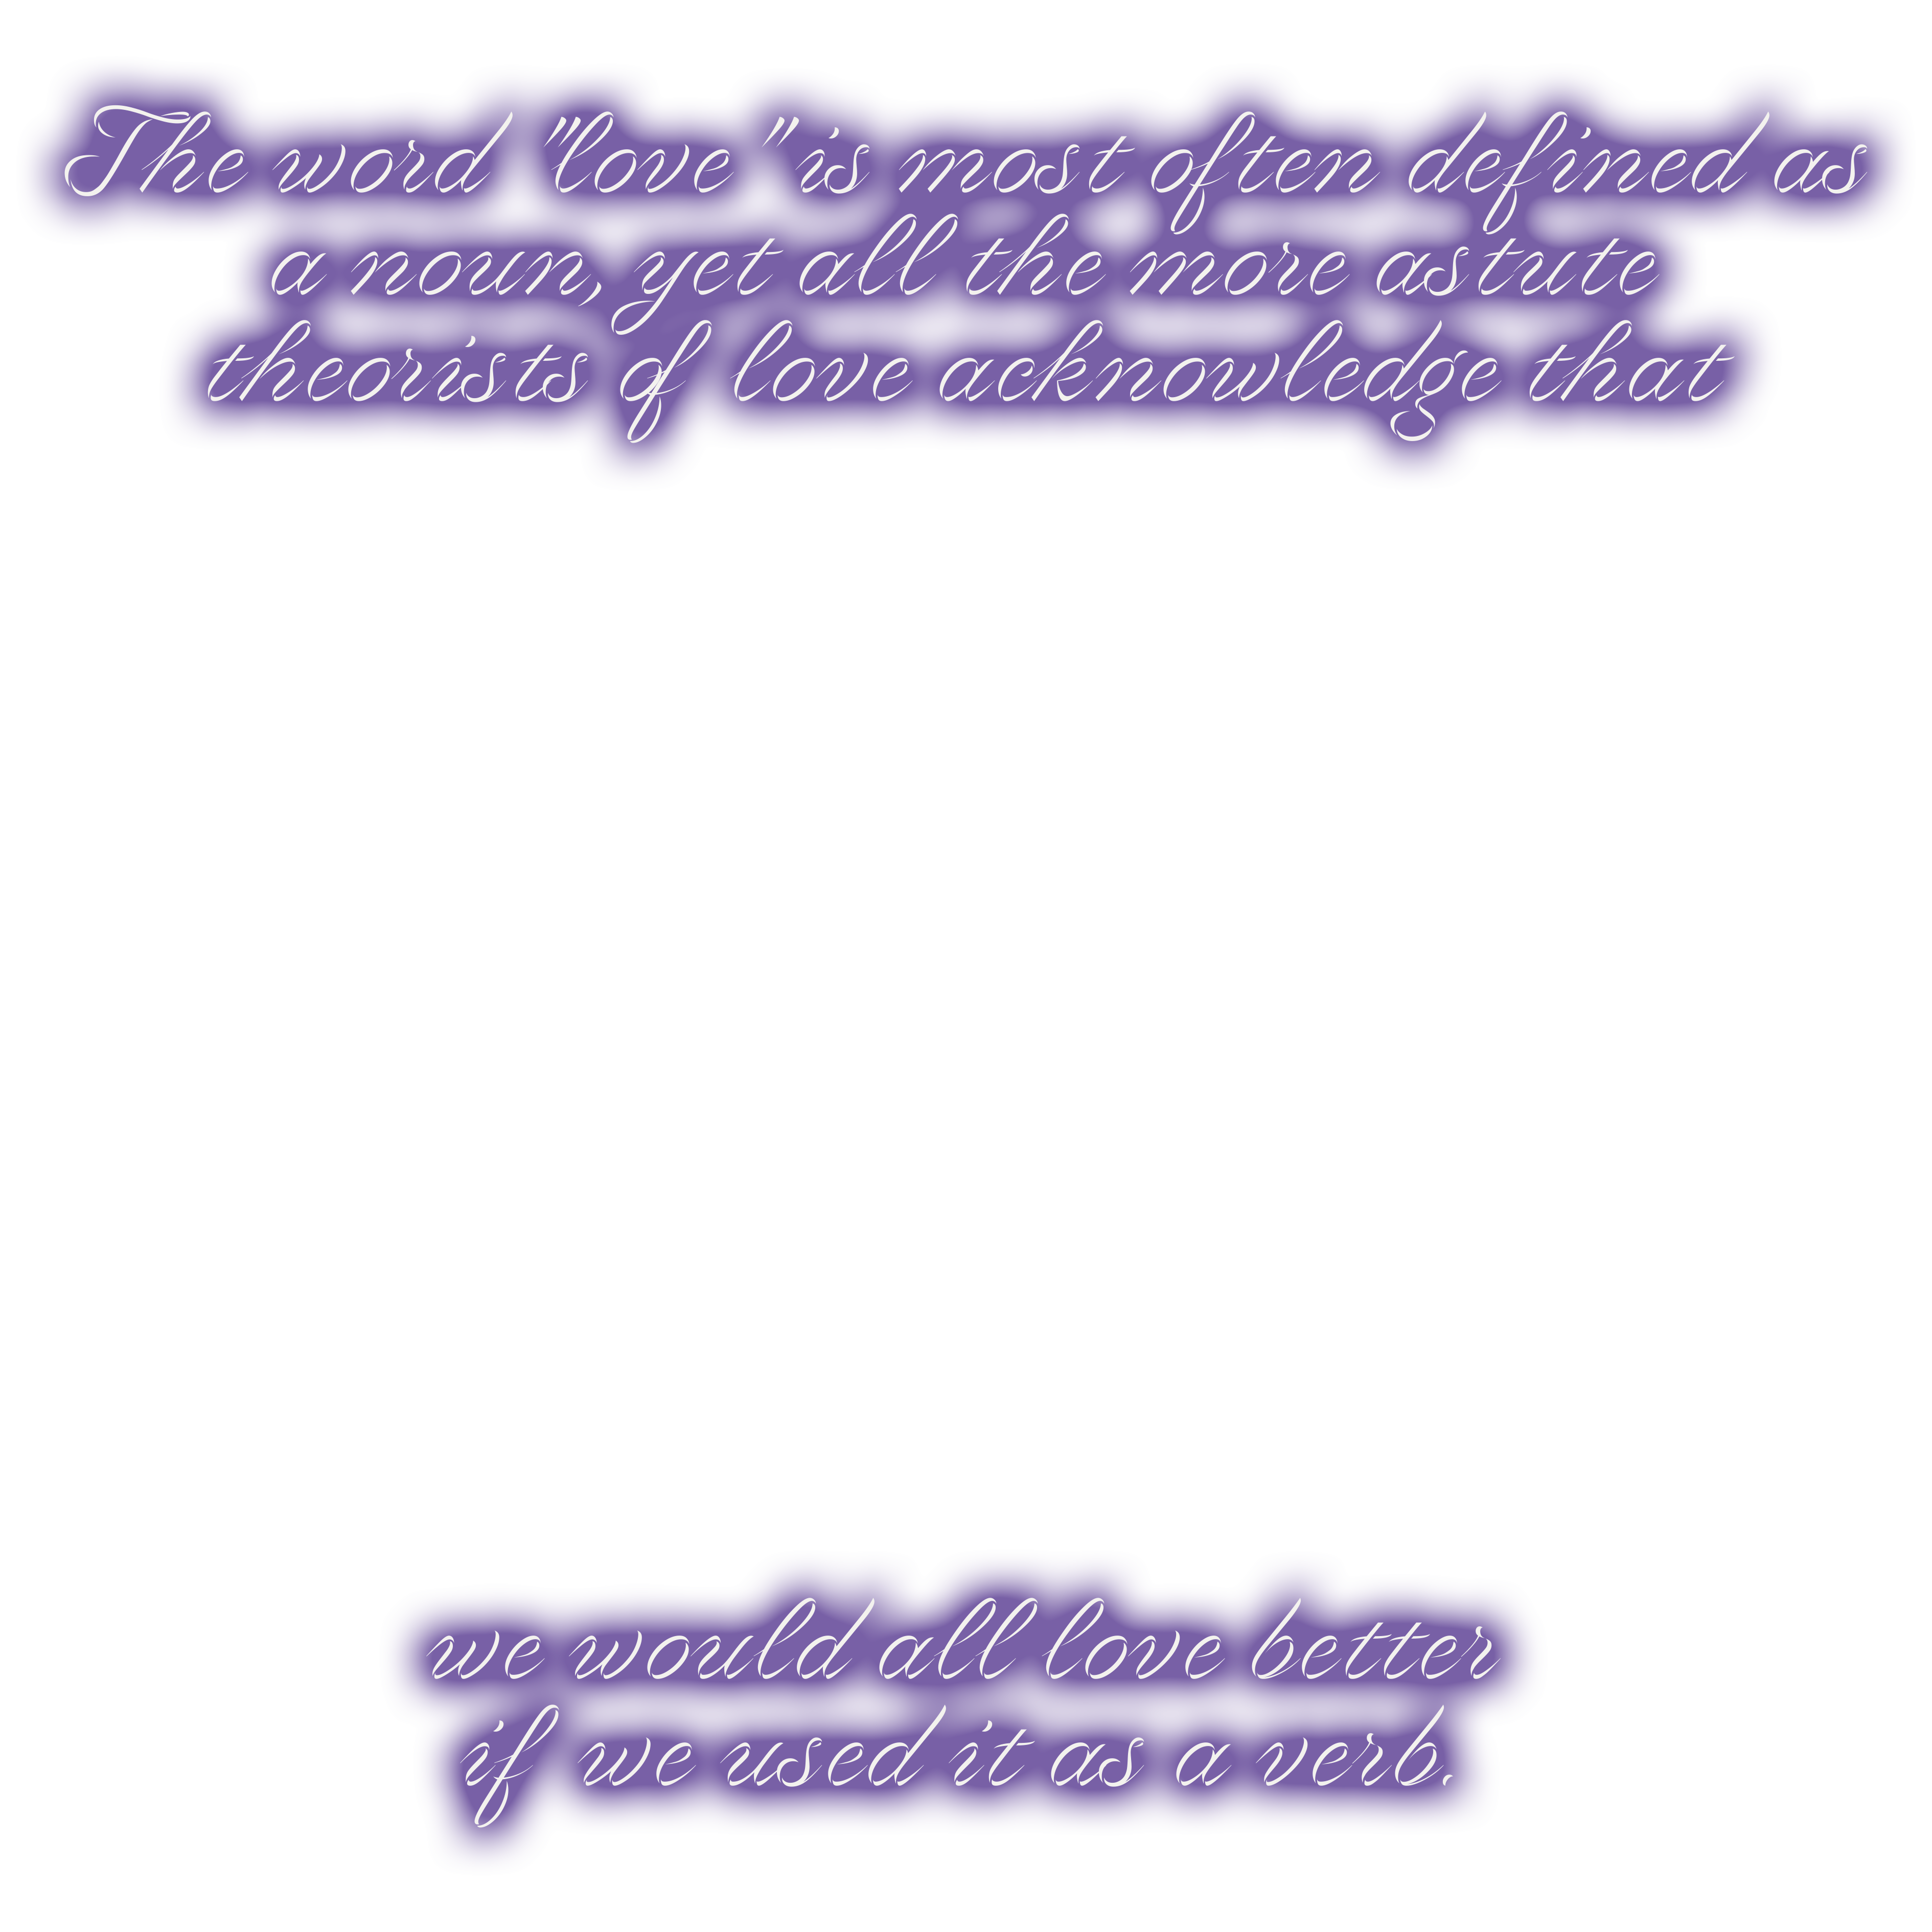 The word "love" is most often defined as
a noun, yet all the more astute
theorists of love acknowledge that
we would all love better
if we used it as a verb.